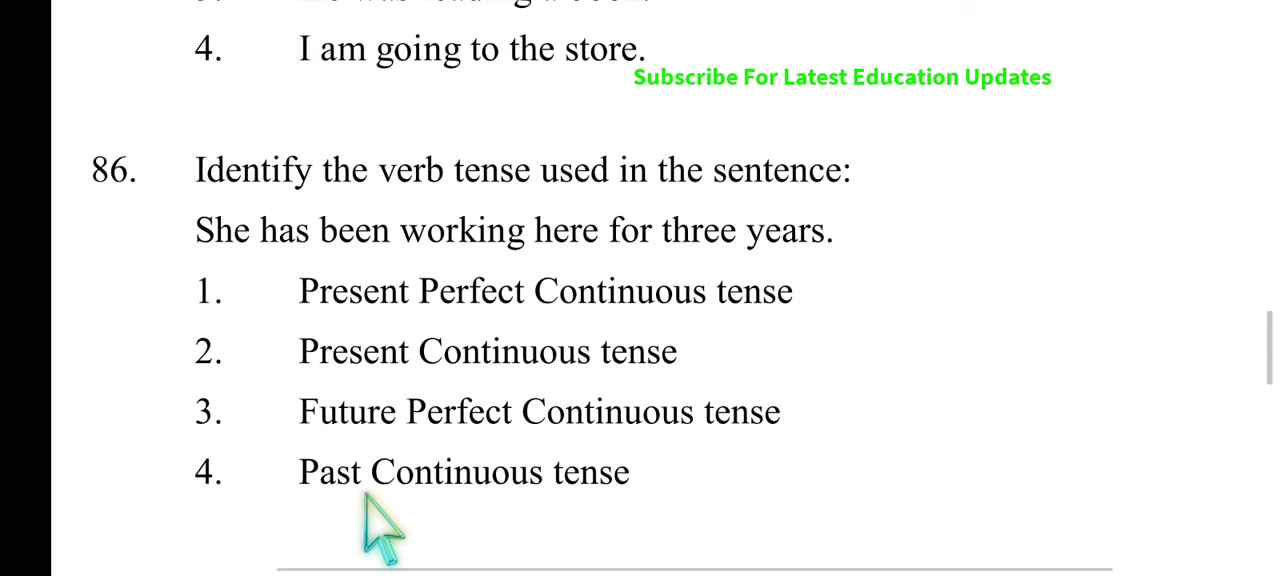 4. I am going to the store.
Subscribe For Latest Education Updates
86. Identify the verb tense used in the sentence:
She has been working here for three years.
1. Present Perfect Continuous tense
2. Present Continuous tense
3. Future Perfect Continuous tense
4. Past Continuous tense